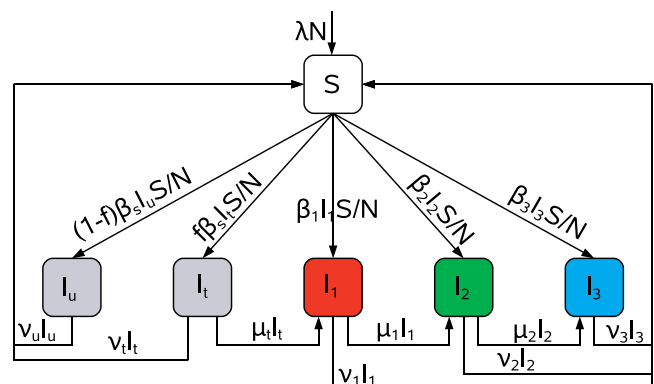 λN
S
(1-f)βₛIᵤS/N
fβₛIₜS/N
β₁I₁S/N
β₂I₂S/N
β₃I₃S/N
Iᵤ
Iₜ
I₁
I₂
I₃
νᵤIᵤ
νₜIₜ
μₜIₜ
μ₁I₁
μ₂I₂
ν₃I₃
ν₂I₂
ν₁I₁